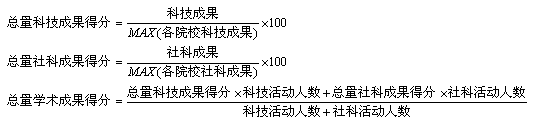 总量科技成果得分 = 科技成果 / MAX(各院校科技成果) ×100
总量社科成果得分 = 社科成果 / MAX(各院校社科成果) ×100
总量学术成果得分 = 总量科技成果得分 ×科技活动人数+总量社科成果得分 ×社科活动人数 / 科技活动人数+社科活动人数